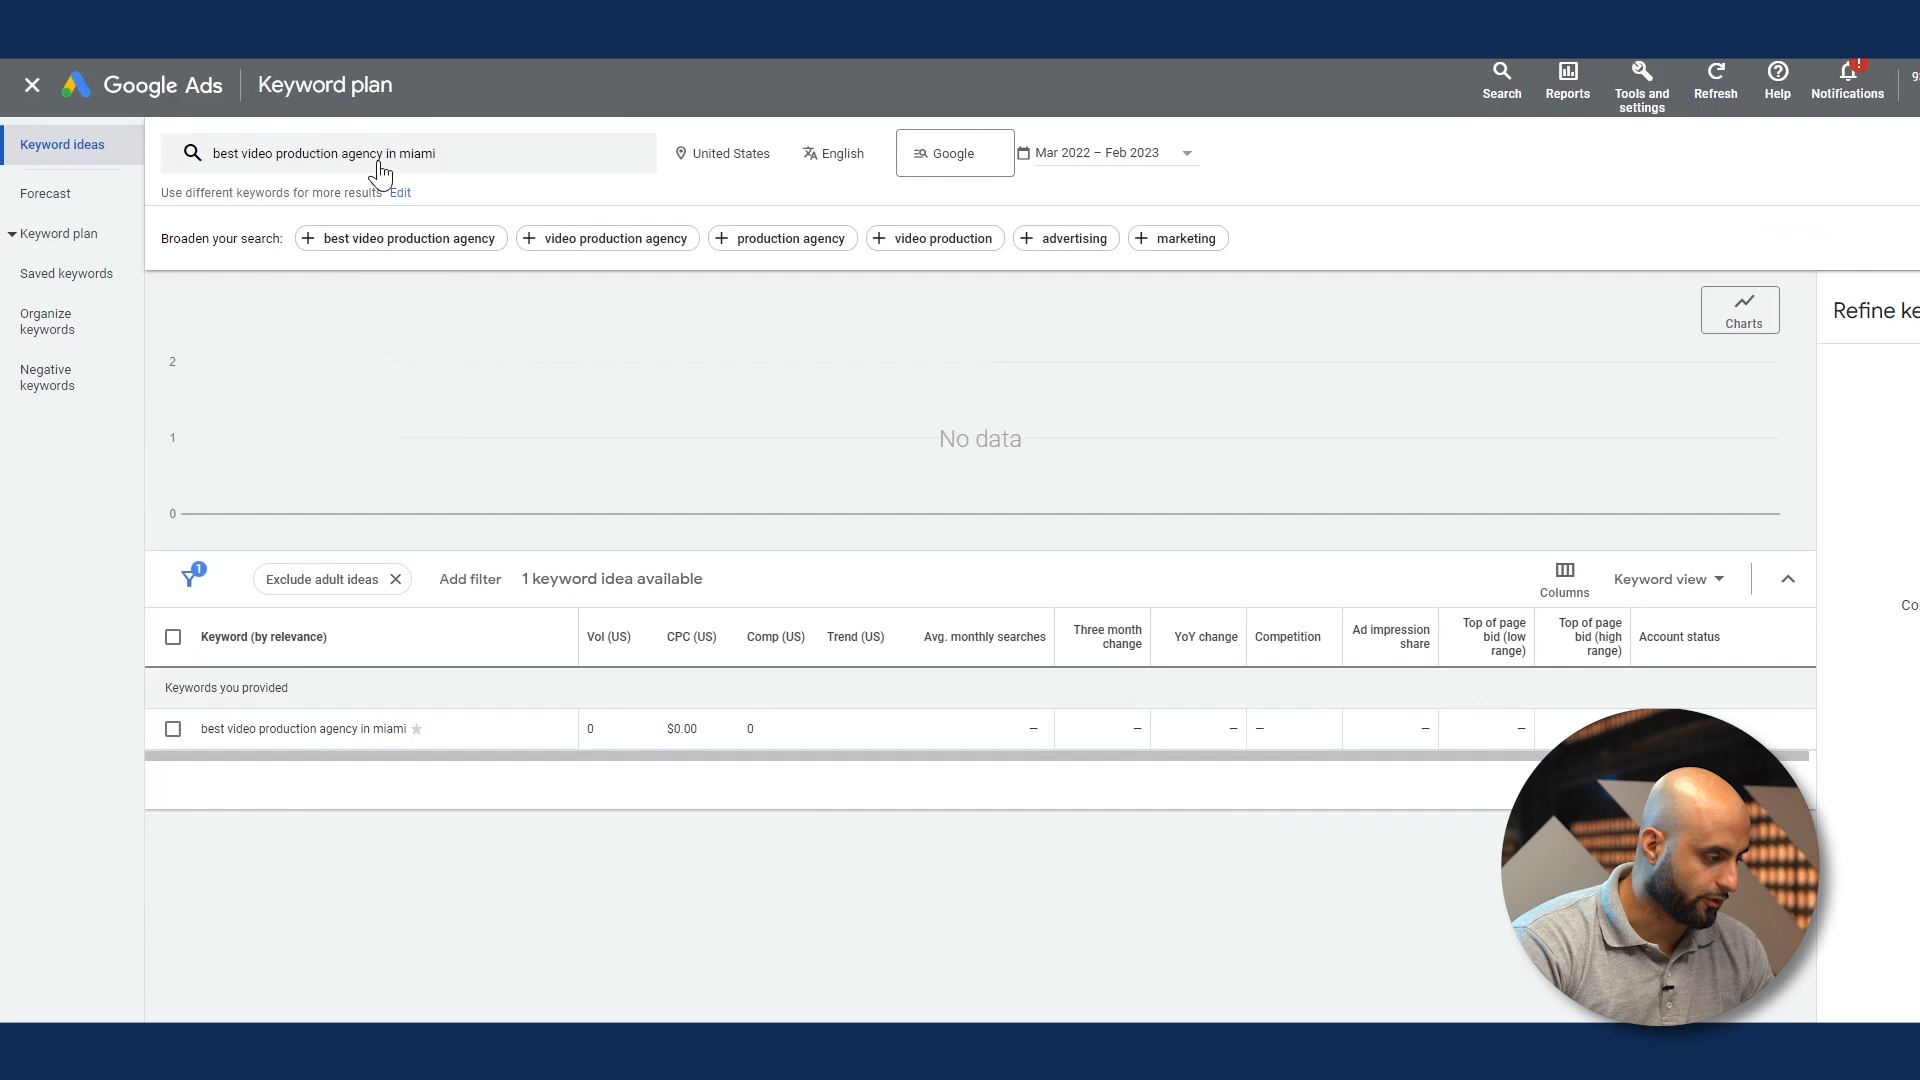 Google Ads
Keyword plan
Search
Reports
Tools and
settings
Refresh
Help
!
Notifications
Keyword ideas
Forecast
Keyword plan
Saved keywords
Organize
keywords
Negative
keywords
best video production agency in miami
United States
English
Google
Mar 2022 – Feb 2023
Use different keywords for more results
Edit
Broaden your search:
best video production agency
video production agency
production agency
video production
advertising
marketing
Charts
2
1
0
No data
Refine ke
Co
1
Exclude adult ideas
Add filter
1 keyword idea available
Columns
Keyword view
Keyword (by relevance)
Vol (US)
CPC (US)
Comp (US)
Trend (US)
Avg. monthly searches
Three month
change
YoY change
Competition
Ad impression
share
Top of page
bid (low
range)
Top of page
bid (high
range)
Account status
Keywords you provided
best video production agency in miami
0
$0.00
0
–
–
–
–
–
–